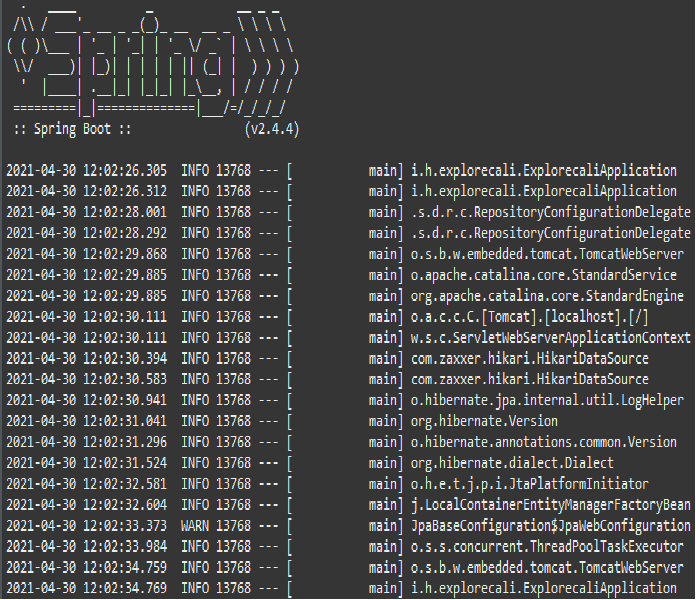 .   ____          _            __ _ _
 /\\ / ___'_ __ _ _(_)_ __  __ _ \ \ \ \
( ( )\___ | '_ | '_| | '_ \/ _` | \ \ \ \
 \\/  ___)| |_)| | | | | || (_| |  ) ) ) )
  '  |____| .__|_| |_|_| |_\__, | / / / /
 =========|_|==============|___/=/_/_/_/
 :: Spring Boot ::                (v2.4.4)
2021-04-30 12:02:26.305  INFO 13768 --- [           main] i.h.explorecali.ExplorecaliApplication
2021-04-30 12:02:26.312  INFO 13768 --- [           main] i.h.explorecali.ExplorecaliApplication
2021-04-30 12:02:28.001  INFO 13768 --- [           main] .s.d.r.c.RepositoryConfigurationDelegate
2021-04-30 12:02:28.292  INFO 13768 --- [           main] .s.d.r.c.RepositoryConfigurationDelegate
2021-04-30 12:02:29.868  INFO 13768 --- [           main] o.s.b.w.embedded.tomcat.TomcatWebServer
2021-04-30 12:02:29.885  INFO 13768 --- [           main] o.apache.catalina.core.StandardService
2021-04-30 12:02:29.885  INFO 13768 --- [           main] org.apache.catalina.core.StandardEngine
2021-04-30 12:02:30.111  INFO 13768 --- [           main] o.a.c.c.C.[Tomcat].[localhost].[/]
2021-04-30 12:02:30.111  INFO 13768 --- [           main] w.s.c.ServletWebServerApplicationContext
2021-04-30 12:02:30.394  INFO 13768 --- [           main] com.zaxxer.hikari.HikariDataSource
2021-04-30 12:02:30.583  INFO 13768 --- [           main] com.zaxxer.hikari.HikariDataSource
2021-04-30 12:02:30.941  INFO 13768 --- [           main] o.hibernate.jpa.internal.util.LogHelper
2021-04-30 12:02:31.041  INFO 13768 --- [           main] org.hibernate.Version
2021-04-30 12:02:31.296  INFO 13768 --- [           main] o.hibernate.annotations.common.Version
2021-04-30 12:02:31.524  INFO 13768 --- [           main] org.hibernate.dialect.Dialect
2021-04-30 12:02:32.581  INFO 13768 --- [           main] o.h.e.t.j.p.i.JtaPlatformInitiator
2021-04-30 12:02:32.604  INFO 13768 --- [           main] j.LocalContainerEntityManagerFactoryBean
2021-04-30 12:02:33.373  WARN 13768 --- [           main] JpaBaseConfiguration$JpaWebConfiguration
2021-04-30 12:02:33.984  INFO 13768 --- [           main] o.s.s.concurrent.ThreadPoolTaskExecutor
2021-04-30 12:02:34.759  INFO 13768 --- [           main] o.s.b.w.embedded.tomcat.TomcatWebServer
2021-04-30 12:02:34.769  INFO 13768 --- [           main] i.h.explorecali.ExplorecaliApplication